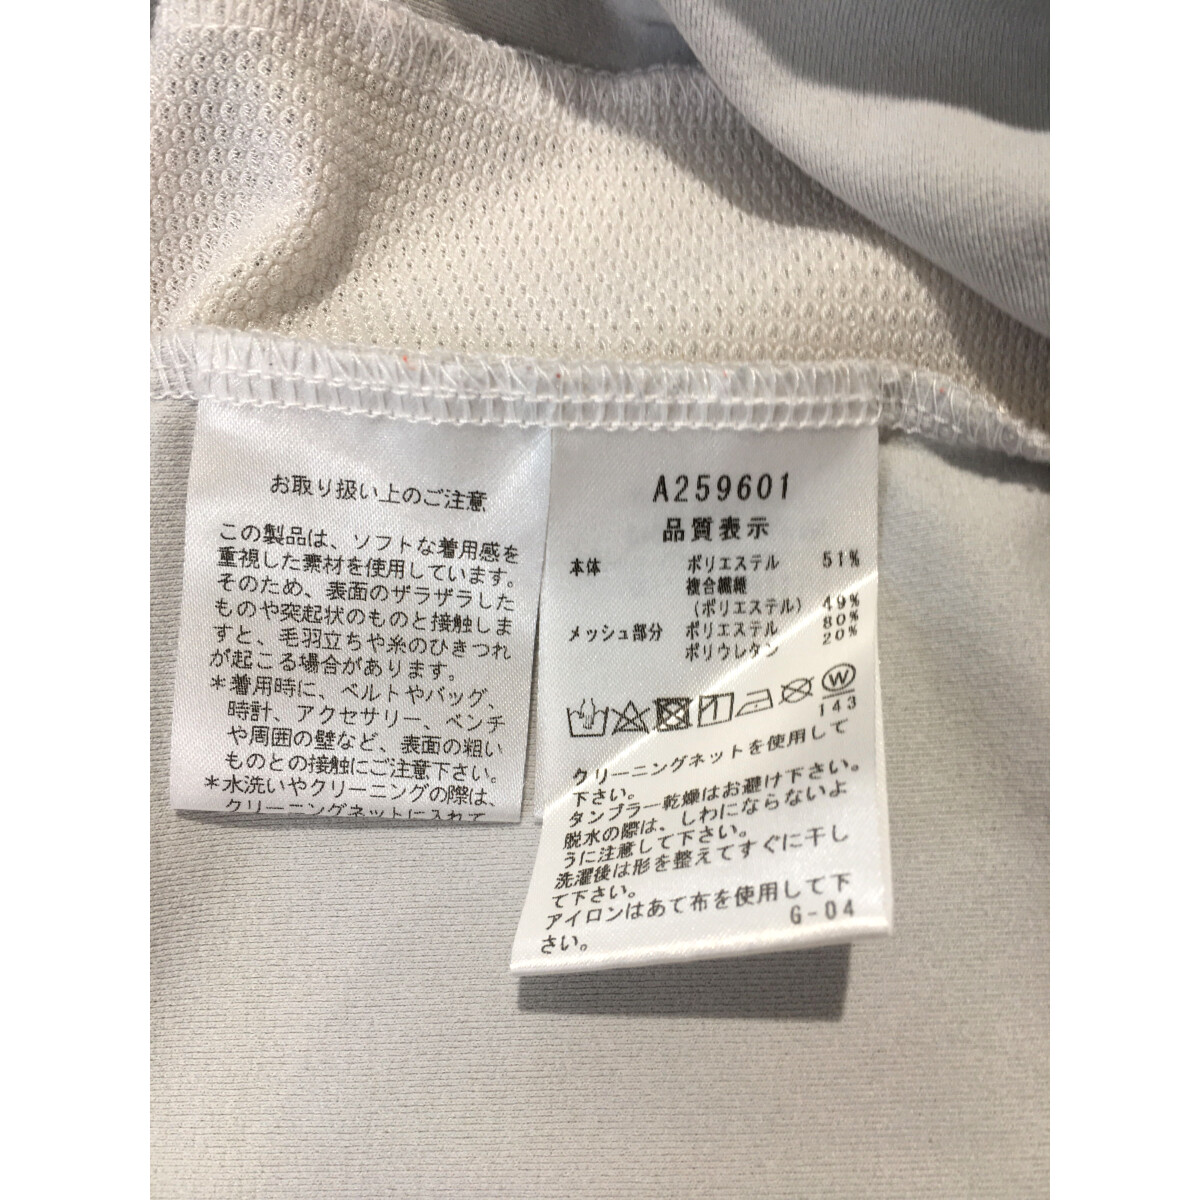 お取り扱い上のご注意
この製品は、ソフトな着用感を
重視した素材を使用しています。
そのため、表面のザラザラした
ものや突起状のものと接触しま
すと、毛羽立ちや糸のひきつれ
が起こる場合があります。
*着用時に、ベルトやバッグ、
時計、アクセサリー、ベンチ
や周囲の壁など、表面の粗い
ものとの接触にご注意下さい。
*水洗いやクリーニングの際は、
クリーニングネットに入れて
A259601
品質表示
本体 ポリエステル 51%
複合繊維
(ポリエステル) 49%
メッシュ部分 ポリエステル 80%
ポリウレタン 20%
W
143
クリーニングネットを使用して
下さい。
タンブラー乾燥はお避け下さい。
脱水の際は、しわにならないよ
うに注意して下さい。
洗濯後は形を整えてすぐに干し
て下さい。
アイロンはあて布を使用して下
さい。
G-04